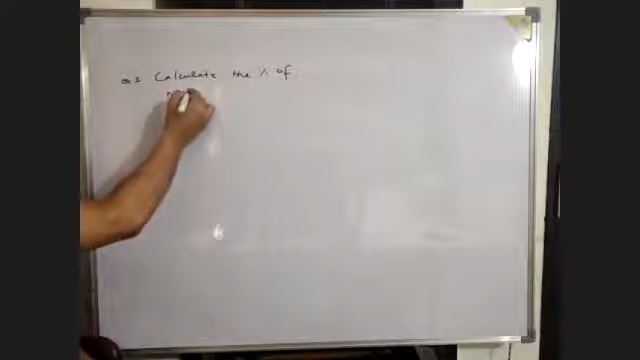 Q1 Calculate the % of